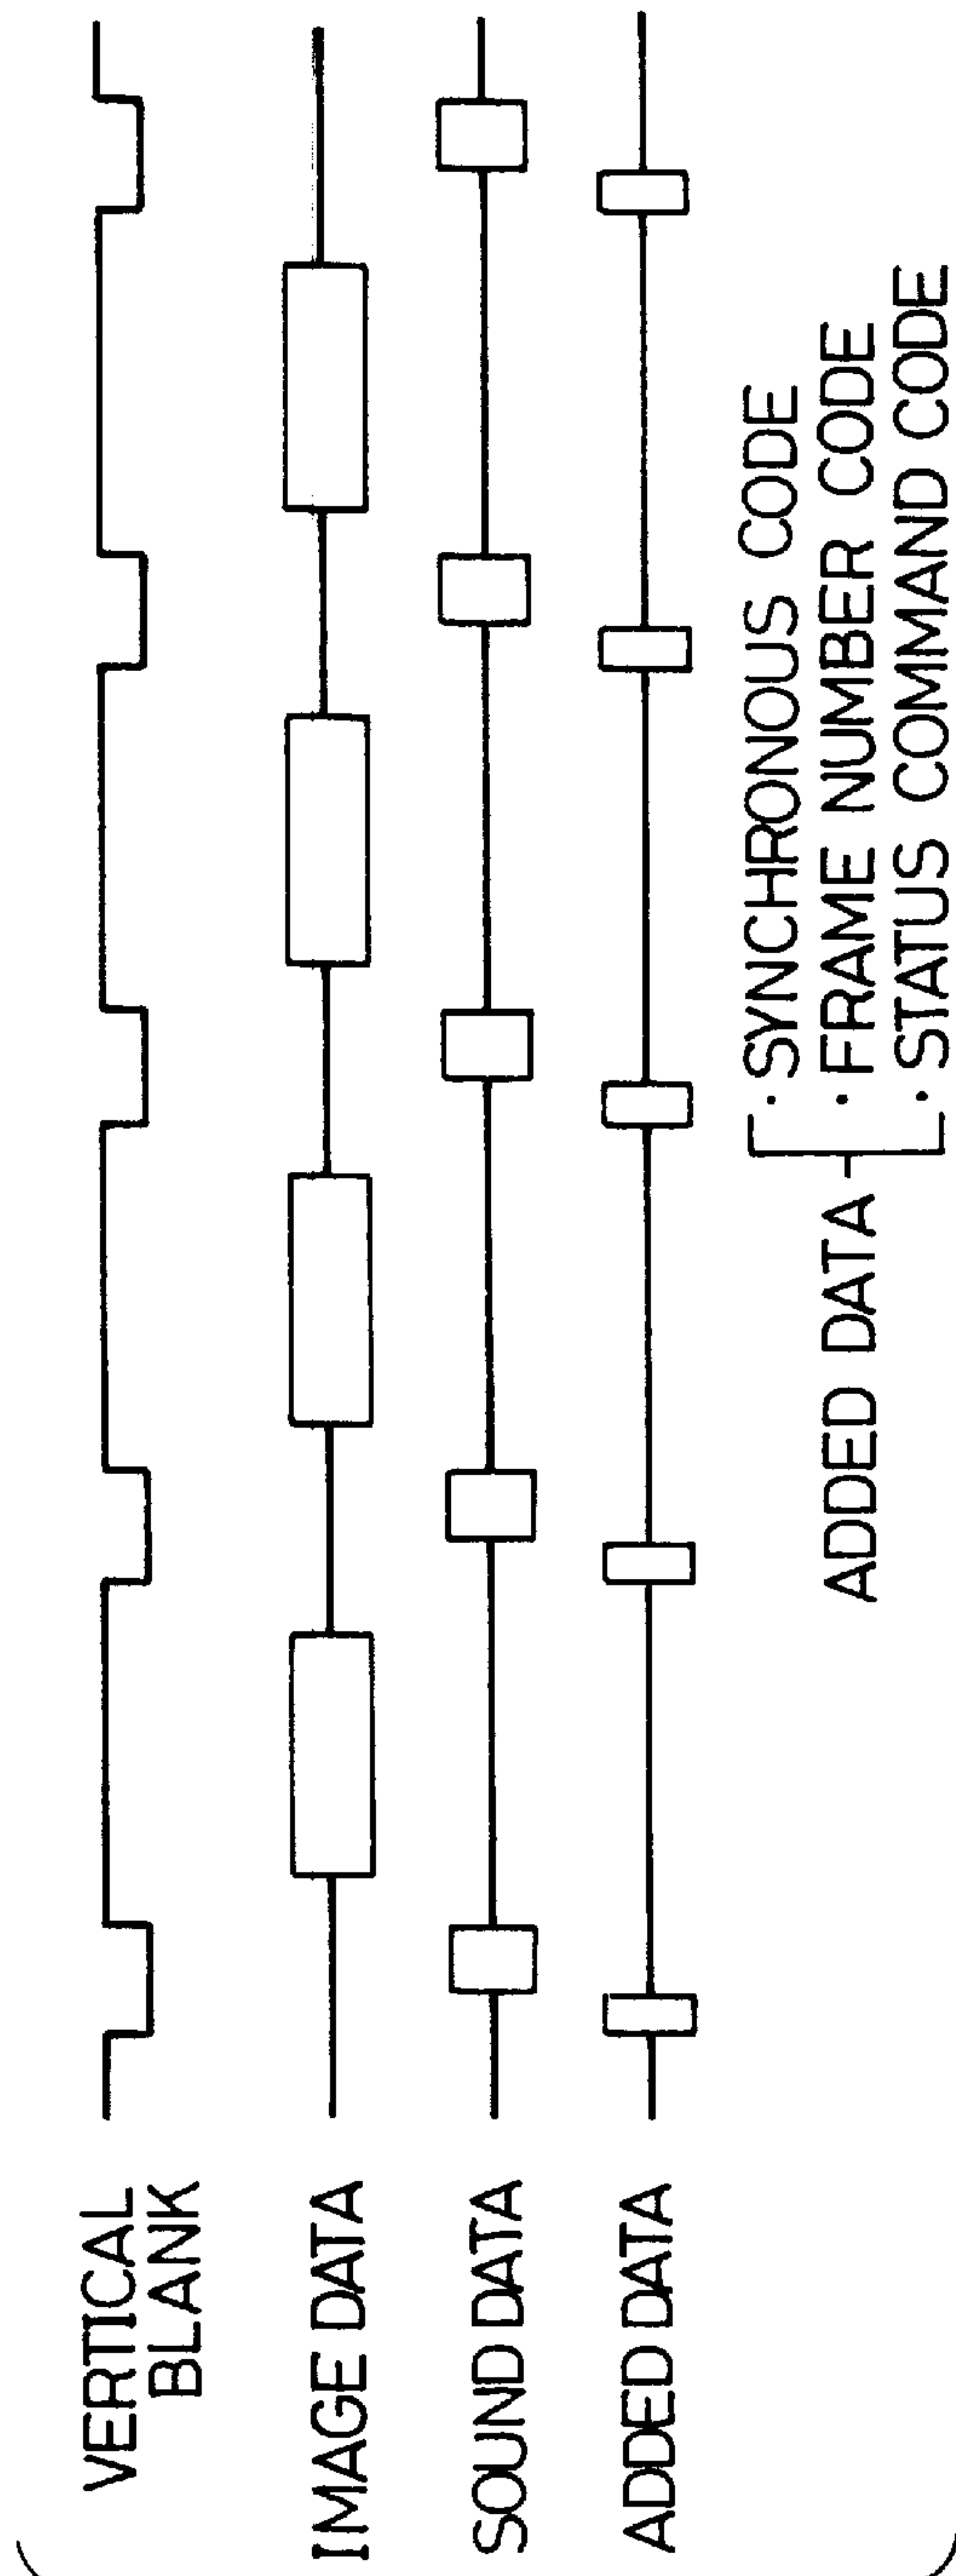 VERTICAL
BLANK
IMAGE DATA
SOUND DATA
ADDED DATA
ADDED DATA
· SYNCHRONOUS CODE
· FRAME NUMBER CODE
· STATUS COMMAND CODE